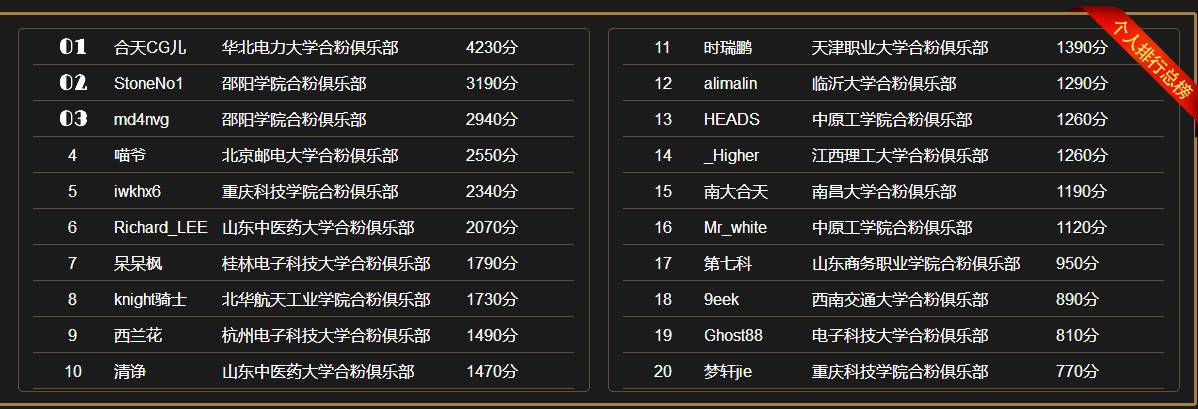 01 合天CG儿 华北电力大学合粉俱乐部 4230分
02 StoneNo1 邵阳学院合粉俱乐部 3190分
03 md4nvg 邵阳学院合粉俱乐部 2940分
4 喵爷 北京邮电大学合粉俱乐部 2550分
5 iwkhx6 重庆科技学院合粉俱乐部 2340分
6 Richard_LEE 山东中医药大学合粉俱乐部 2070分
7 呆呆枫 桂林电子科技大学合粉俱乐部 1790分
8 knight骑士 北华航天工业学院合粉俱乐部 1730分
9 西兰花 杭州电子科技大学合粉俱乐部 1490分
10 清诤 山东中医药大学合粉俱乐部 1470分
个人排行总榜
11 时瑞鹏 天津职业大学合粉俱乐部 1390分
12 alimalin 临沂大学合粉俱乐部 1290分
13 HEADS 中原工学院合粉俱乐部 1260分
14 _Higher 江西理工大学合粉俱乐部 1260分
15 南大合天 南昌大学合粉俱乐部 1190分
16 Mr_white 中原工学院合粉俱乐部 1120分
17 第七科 山东商务职业学院合粉俱乐部 950分
18 9eek 西南交通大学合粉俱乐部 890分
19 Ghost88 电子科技大学合粉俱乐部 810分
20 梦轩jie 重庆科技学院合粉俱乐部 770分